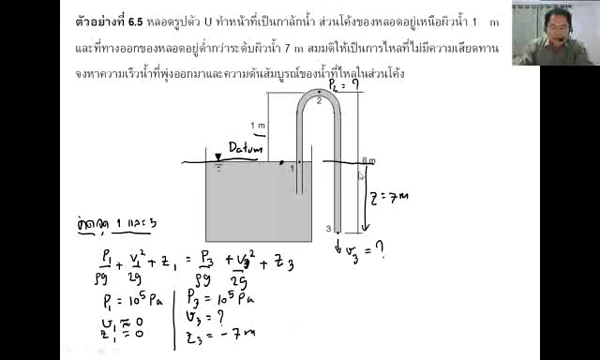 ตัวอย่างที่ 6.5 หลอดรูปตัว U ทำหน้าที่เป็นกาลักน้ำ ส่วนโค้งของหลอดอยู่เหนือผิวน้ำ 1 m
และที่ทางออกของหลอดอยู่ต่ำกว่าระดับผิวน้ำ 7 m สมมติให้เป็นการไหลที่ไม่มีความเสียดทาน
จงหาความเร็วน้ำที่พุ่งออกมาและความดันสัมบูรณ์ของน้ำที่ไหลในส่วนโค้ง
P₂ = ?
2
1 m
Datum
1
8 m
z = 7m
3
v₃ = ?
คิดจุด 1 และ 3
P₁/ρg + v₁²/2g + z₁ = P₃/ρg + v₃²/2g + z₃
P₁ = 10⁵ Pa
P₃ = 10⁵ Pa
v₁ ≈ 0
v₃ = ?
z₁ = 0
z₃ = -7 m